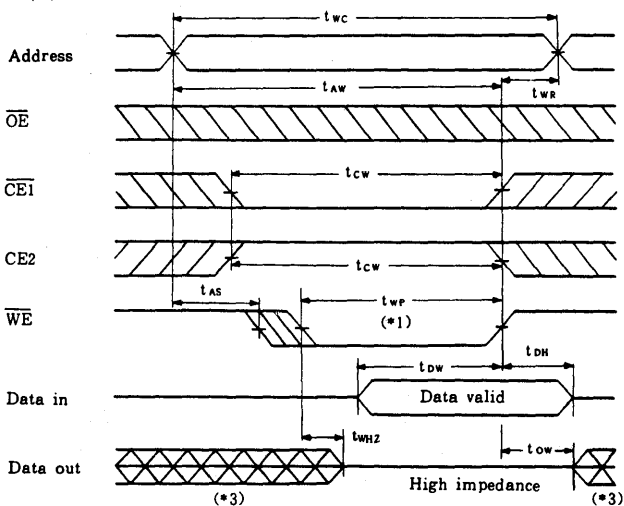 tWC
Address
tAW
tWR
OE
CE1
tCW
CE2
tCW
tAS
tWP
WE
(*1)
tDW
tDH
Data in
Data valid
tWHZ
tOW
Data out
High impedance
(*3)
(*3)